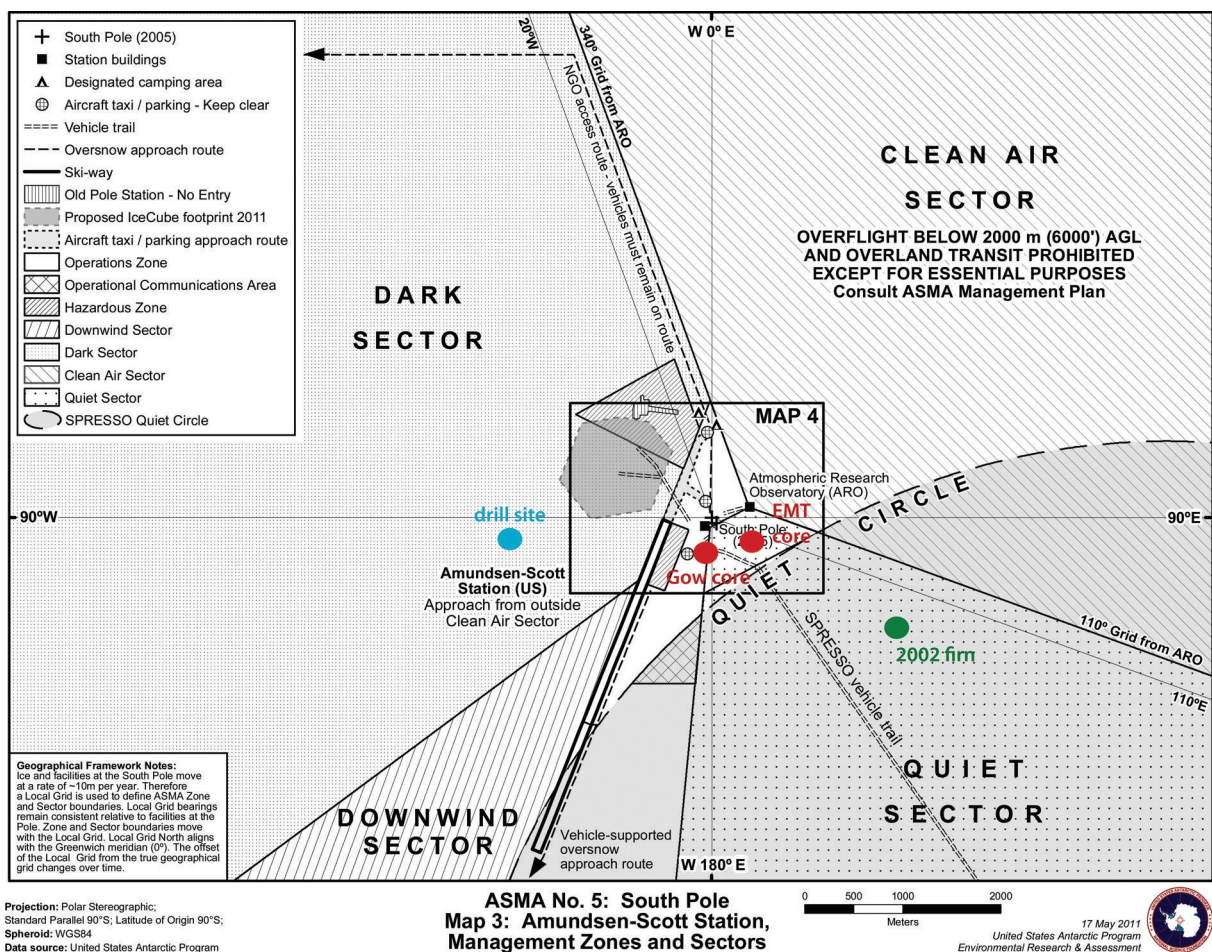 South Pole (2005)
Station buildings
Designated camping area
Aircraft taxi / parking - Keep clear
Vehicle trail
Oversnow approach route
Ski-way
Old Pole Station - No Entry
Proposed IceCube footprint 2011
Aircraft taxi / parking approach route
Operations Zone
Operational Communications Area
Hazardous Zone
Downwind Sector
Dark Sector
Clean Air Sector
Quiet Sector
SPRESSO Quiet Circle
20°W
340° Grid from ARO
NGO access route - vehicles must remain on route
W 0° E
CLEAN AIR
SECTOR
OVERFLIGHT BELOW 2000 m (6000') AGL
AND OVERLAND TRANSIT PROHIBITED
EXCEPT FOR ESSENTIAL PURPOSES
Consult ASMA Management Plan
DARK
SECTOR
MAP 4
Atmospheric Research
Observatory (ARO)
90°W
90°E
drill site
EMT
core
South Pole
Gow core
QUIET CIRCLE
Amundsen-Scott
Station (US)
Approach from outside
Clean Air Sector
2002 firn
110° Grid from ARO
110°E
SPRESSO vehicle trail
QUIET
SECTOR
DOWNWIND
SECTOR
Vehicle-supported
oversnow
approach route
W 180° E
Geographical Framework Notes:
Ice and facilities at the South Pole move
at a rate of ~10m per year. Therefore
a Local Grid is used to define ASMA Zone
and Sector boundaries. Local Grid bearings
remain consistent relative to facilities at the
Pole. Zone and Sector boundaries move
with the Local Grid. Local Grid North aligns
with the Greenwich meridian (0°). The offset
of the Local Grid from the true geographical
grid changes over time.
Projection: Polar Stereographic;
Standard Parallel 90°S; Latitude of Origin 90°S;
Spheroid: WGS84
Data source: United States Antarctic Program
ASMA No. 5: South Pole
Map 3: Amundsen-Scott Station,
Management Zones and Sectors
0 500 1000 2000
Meters
17 May 2011
United States Antarctic Program
Environmental Research & Assessment